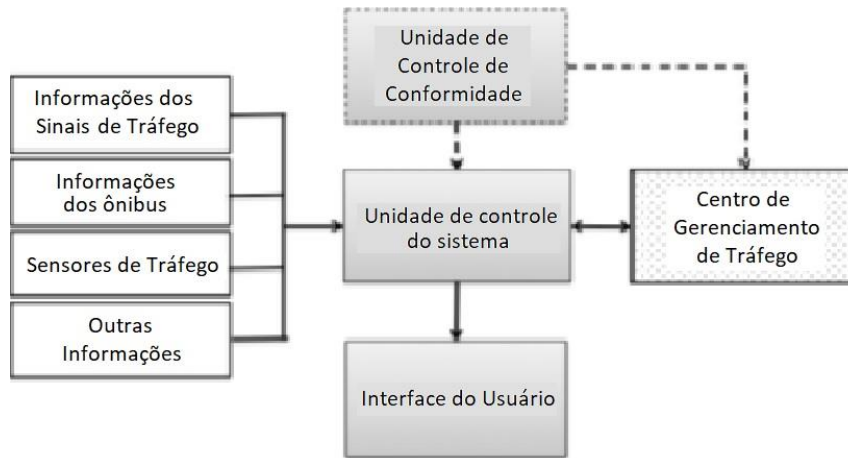 Unidade de
Controle de
Conformidade
Informações dos
Sinais de Tráfego
Informações
dos ônibus
Sensores de Tráfego
Outras
Informações
Unidade de controle
do sistema
Centro de
Gerenciamento
de Tráfego
Interface do Usuário